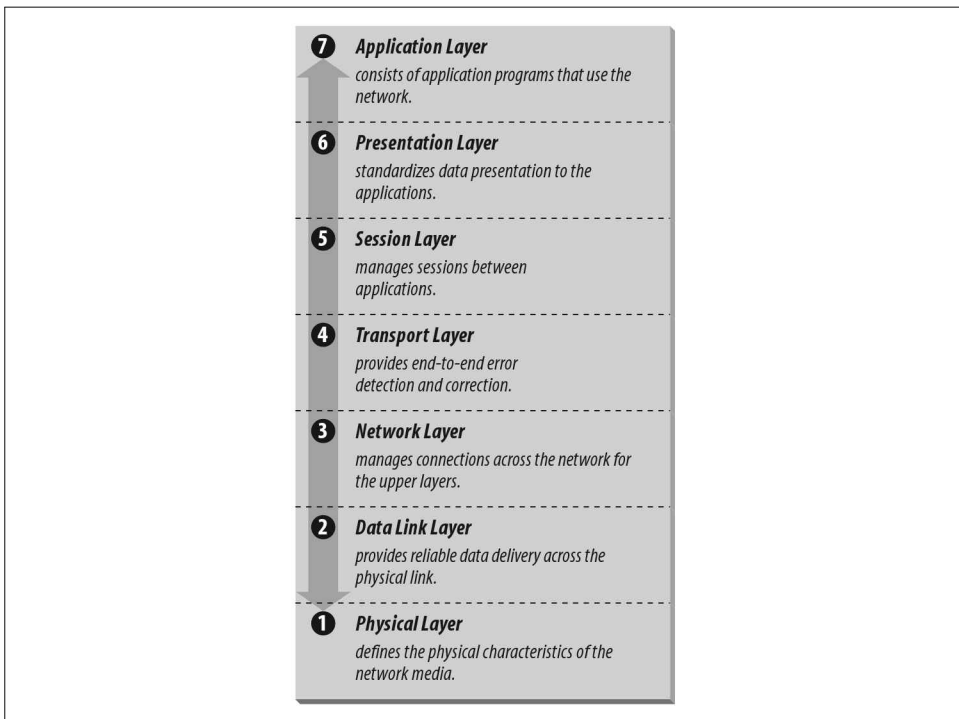 7 Application Layer
consists of application programs that use the
network.
6 Presentation Layer
standardizes data presentation to the
applications.
5 Session Layer
manages sessions between
applications.
4 Transport Layer
provides end-to-end error
detection and correction.
3 Network Layer
manages connections across the network for
the upper layers.
2 Data Link Layer
provides reliable data delivery across the
physical link.
1 Physical Layer
defines the physical characteristics of the
network media.